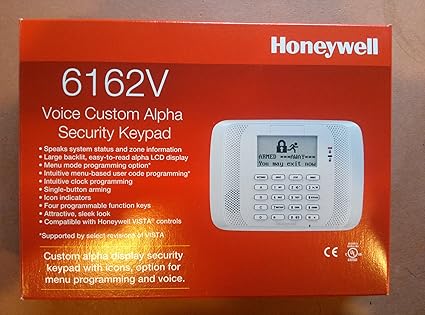 Honeywell
6162V
Voice Custom Alpha
Security Keypad
• Speaks system status and zone information
• Large backlit, easy-to-read alpha LCD display
• Menu mode programming option*
• Intuitive menu-based user code programming*
• Intuitive clock programming
• Single-button arming
• Icon indicators
• Four programmable function keys
• Attractive, sleek look
• Compatible with Honeywell VISTA® controls
*Supported by select revisions of VISTA
Custom alpha display security
keypad with icons, option for
menu programming and voice.
ARMED ***AWAY***
You may exit now
CE